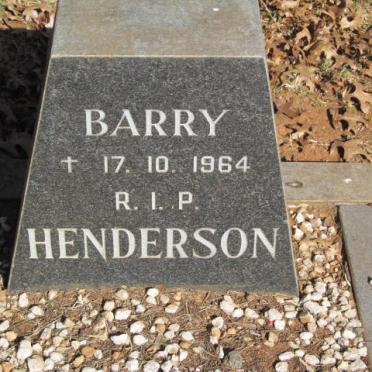 BARRY
† 17. 10. 1964
R. I. P.
HENDERSON